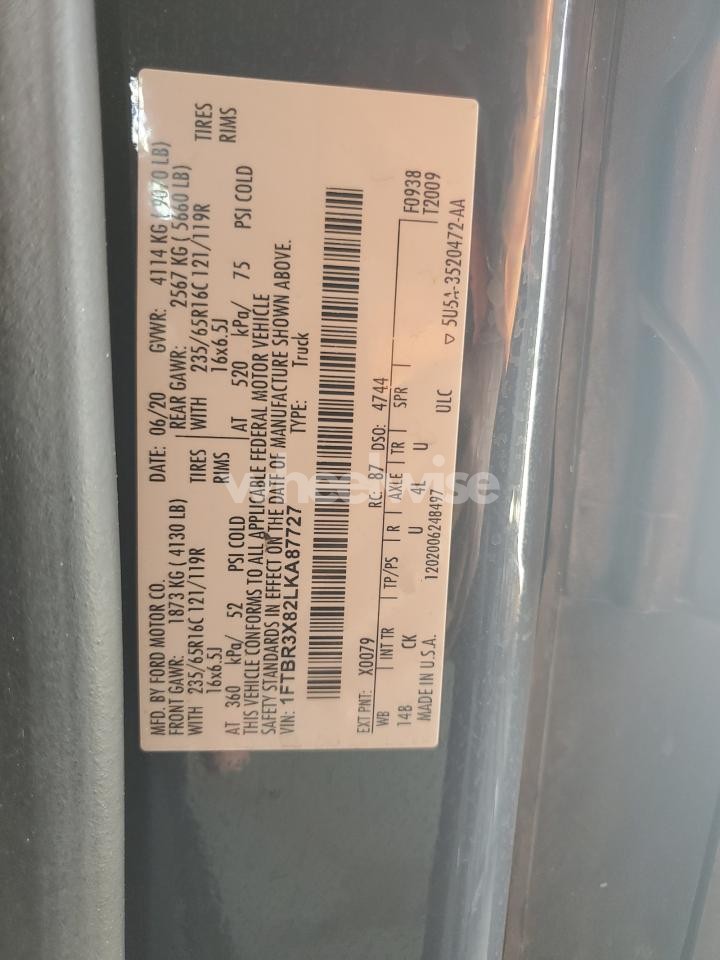 MFD. BY FORD MOTOR CO. DATE: 06/20 GVWR: 4114 KG (9070 LB)
FRONT GAWR: 1873 KG (4130 LB) REAR GAWR: 2567 KG (5660 LB)
WITH 235/65R16C 121/119R TIRES WITH 235/65R16C 121/119R TIRES
16x6.5J RIMS 16x6.5J RIMS
AT 360 kPa/ 52 PSI COLD AT 520 kPa/ 75 PSI COLD
THIS VEHICLE CONFORMS TO ALL APPLICABLE FEDERAL MOTOR VEHICLE
SAFETY STANDARDS IN EFFECT ON THE DATE OF MANUFACTURE SHOWN ABOVE.
VIN: 1FTBR3X82LKA87727 TYPE: Truck
EXT PNT: X0079 RC: 87 DSO: 4744 F0938
WB INT TR TP/PS R AXLE TR SPR T2009
148 CK U 4L U
MADE IN U.S.A. 1202006248497 ULC ▽ 5U5A-3520472-AA
wheelwise